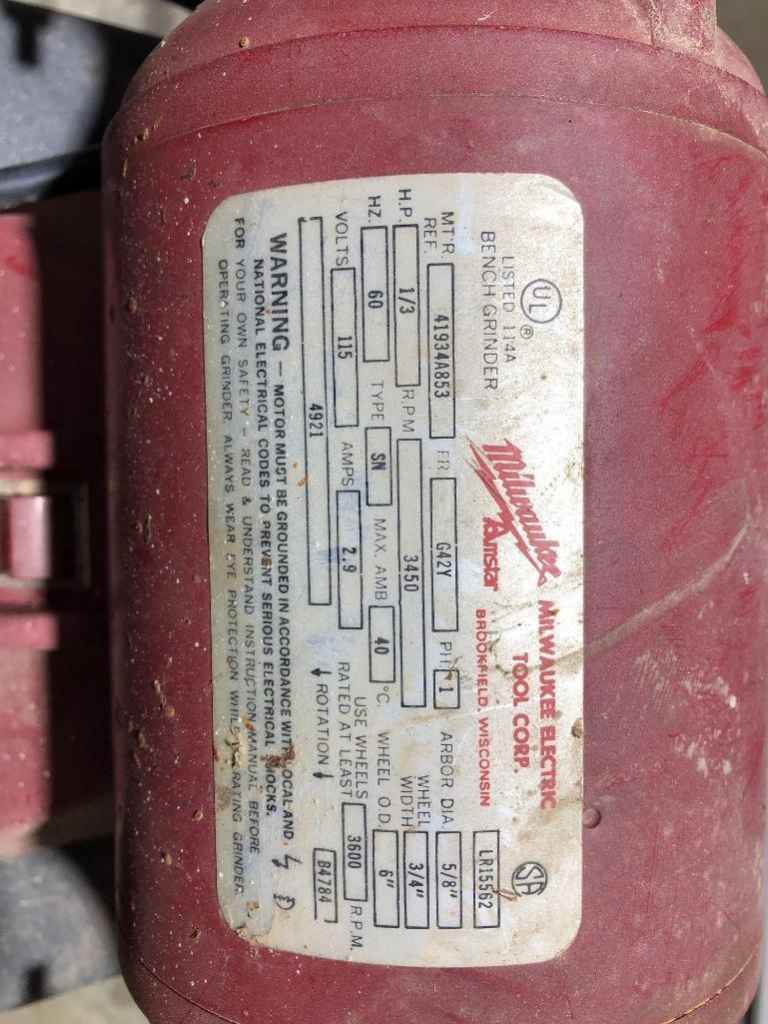 UL ®
LISTED 114A
BENCH GRINDER
Milwaukee
Amstar
MILWAUKEE ELECTRIC
TOOL CORP.
BROOKFIELD, WISCONSIN
SA
LR15562
MT'R. REF. 41934A853 FR. G42Y PH. 1 ARBOR DIA. 5/8"
H.P. 1/3 R.P.M. 3450 WHEEL WIDTH 3/4"
HZ. 60 TYPE SN MAX. AMB 40 °C. WHEEL O.D. 6"
VOLTS 115 AMPS 2.9 USE WHEELS RATED AT LEAST 3600 R.P.M.
4921 ROTATION B4784
WARNING — MOTOR MUST BE GROUNDED IN ACCORDANCE WITH LOCAL AND
NATIONAL ELECTRICAL CODES TO PREVENT SERIOUS ELECTRICAL SHOCKS.
FOR YOUR OWN SAFETY — READ & UNDERSTAND INSTRUCTION MANUAL BEFORE
OPERATING GRINDER. ALWAYS WEAR EYE PROTECTION WHILE OPERATING GRINDER.